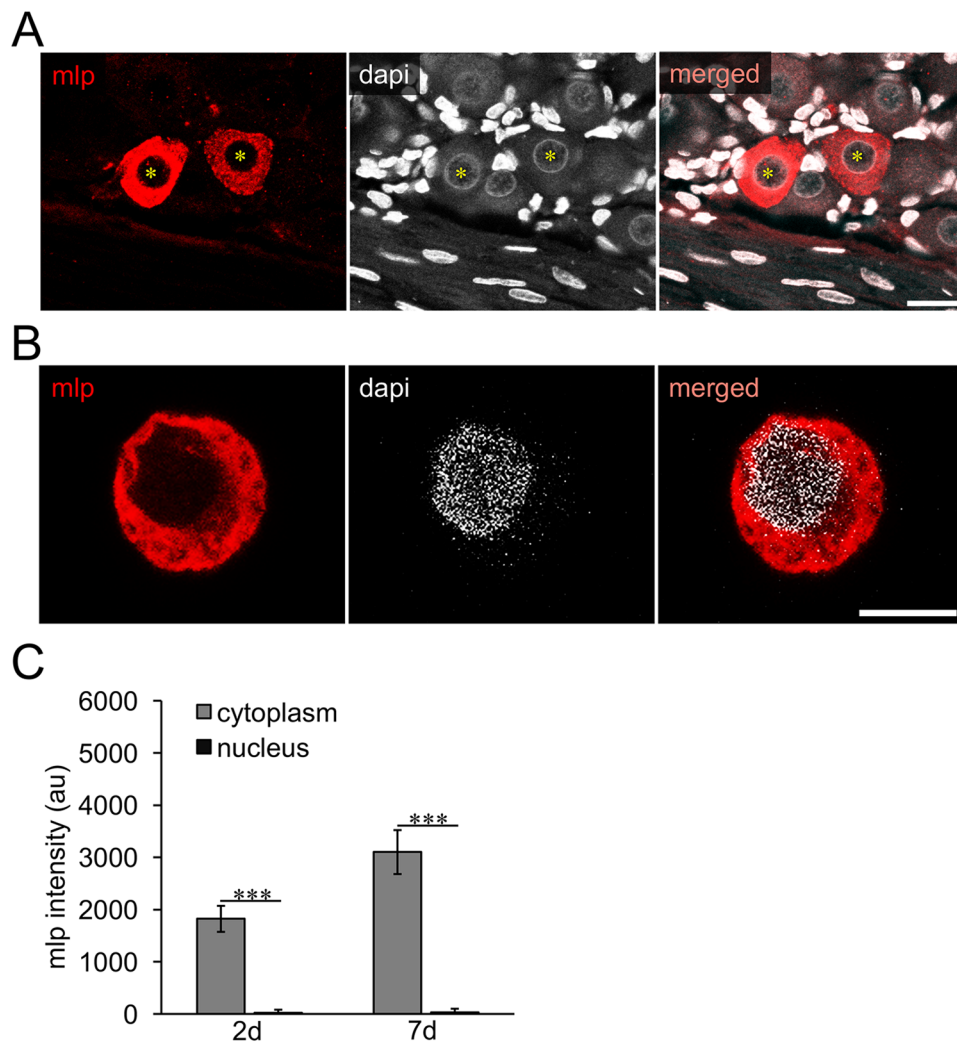 A
mlp
dapi
merged
*
*
*
*
*
*
B
mlp
dapi
merged
C
6000
5000
4000
3000
2000
1000
0
mlp intensity (au)
cytoplasm
nucleus
***
***
2d
7d